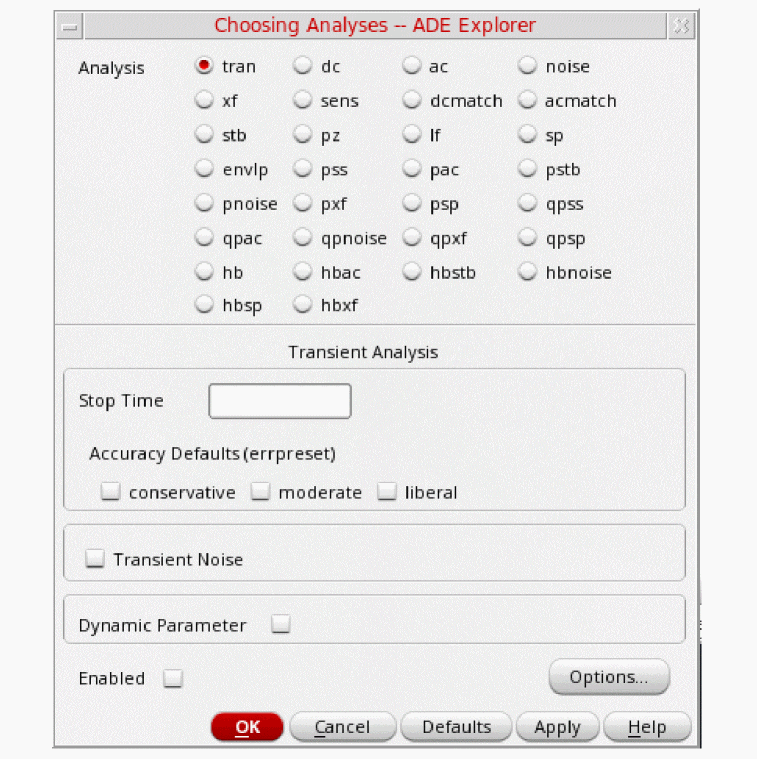 Choosing Analyses -- ADE Explorer
Analysis tran dc ac noise
xf sens dcmatch acmatch
stb pz lf sp
envlp pss pac pstb
pnoise pxf psp qpss
qpac qpnoise qpxf qpsp
hb hbac hbstb hbnoise
hbsp hbxf
Transient Analysis
Stop Time
Accuracy Defaults (errpreset)
conservative moderate liberal
Transient Noise
Dynamic Parameter
Enabled Options...
OK Cancel Defaults Apply Help